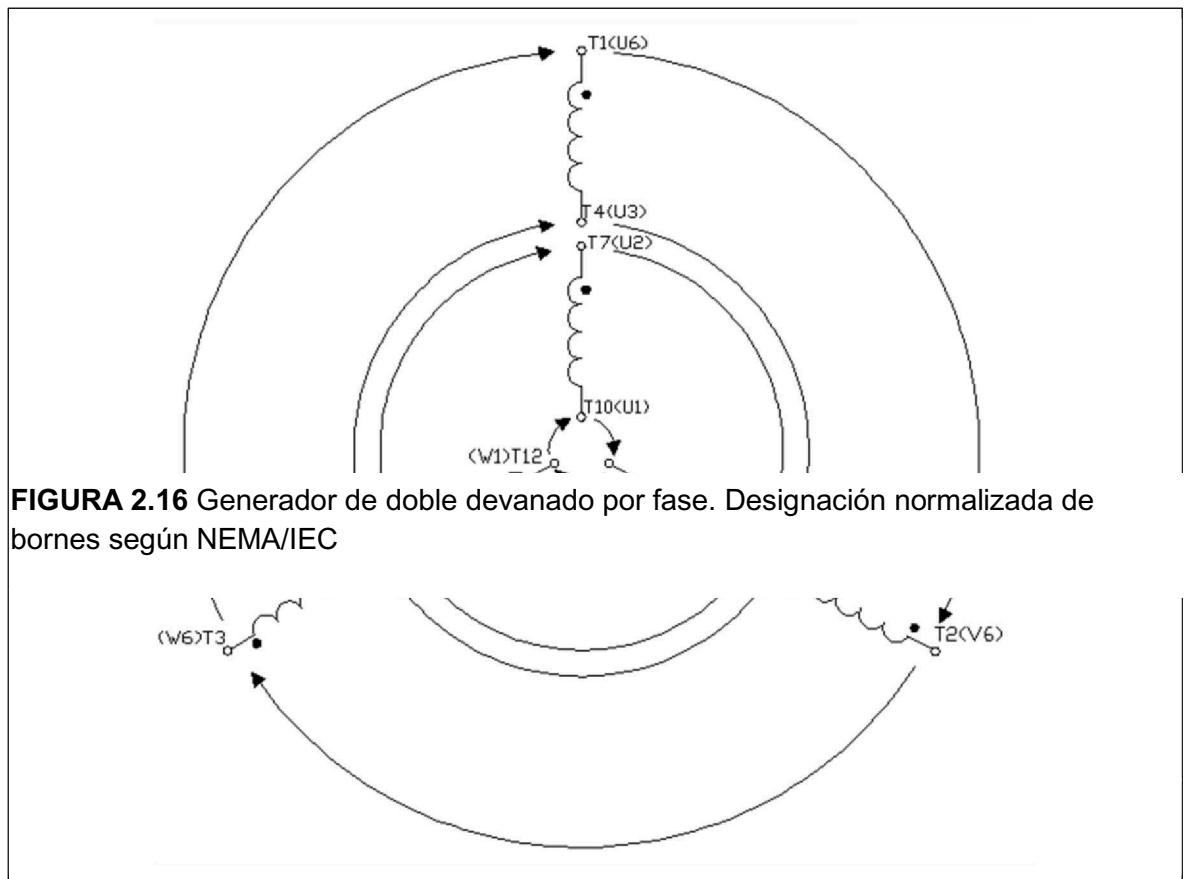 T1(U6)
T4(U3)
T7(U2)
T10(U1)
(W1)T12
FIGURA 2.16 Generador de doble devanado por fase. Designación normalizada de
bornes según NEMA/IEC
(W6)T3
T2(V6)